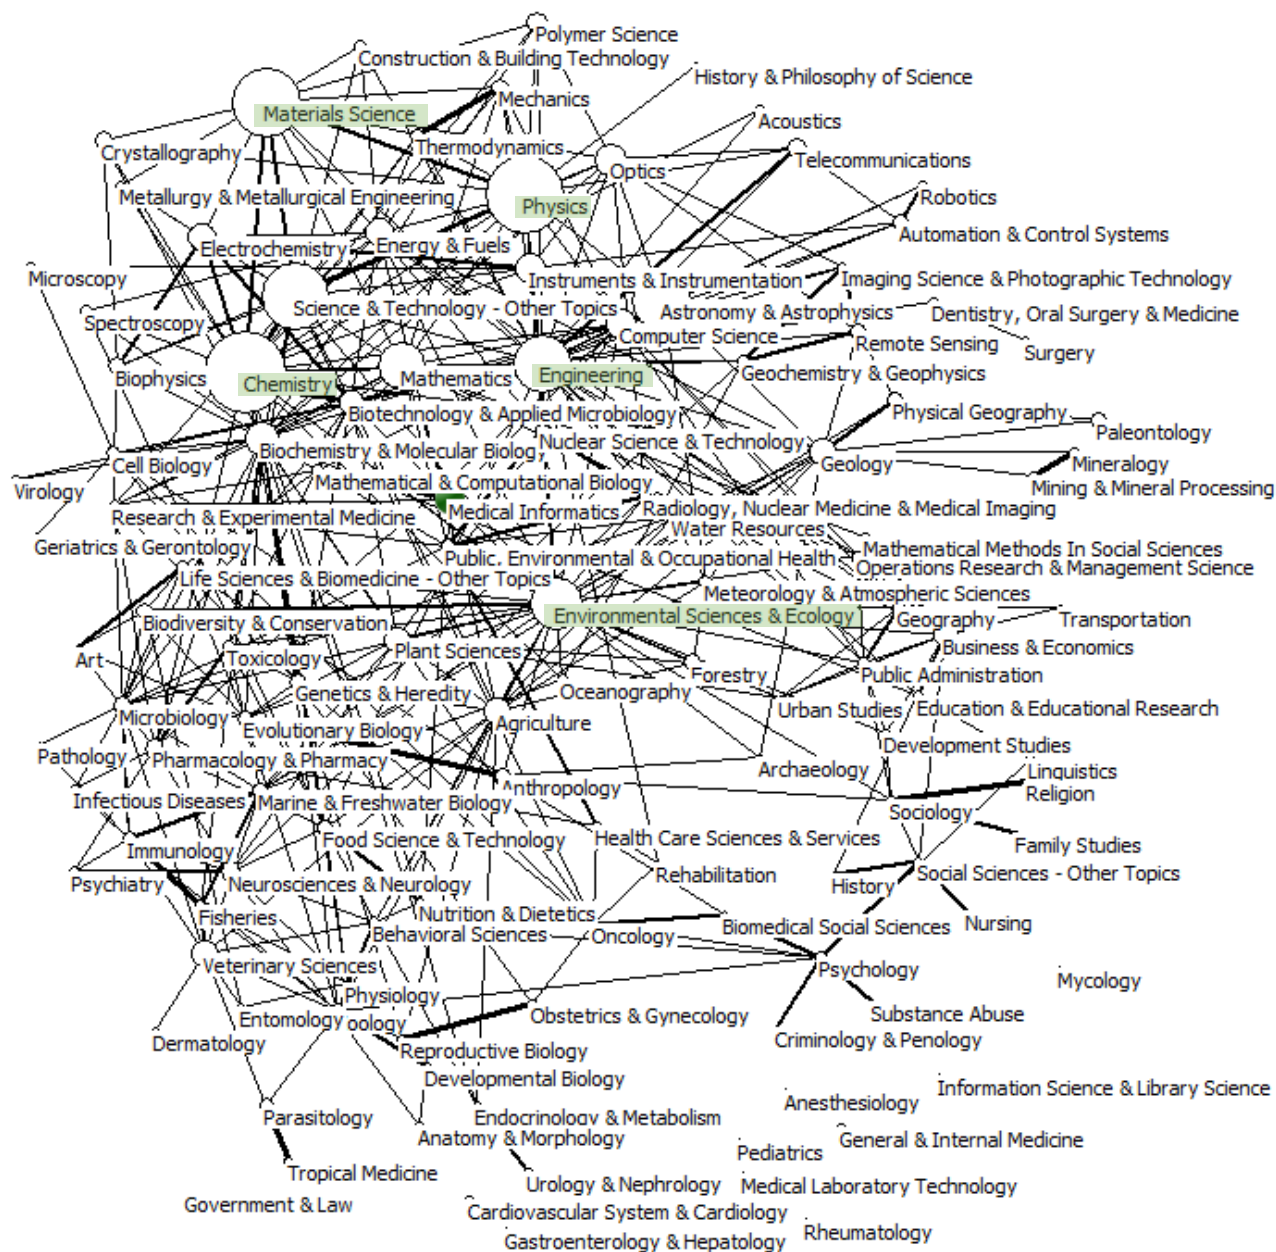 Polymer Science
Construction & Building Technology
History & Philosophy of Science
Mechanics
Materials Science
Acoustics
Thermodynamics
Crystallography
Telecommunications
Optics
Metallurgy & Metallurgical Engineering
Robotics
Physics
Automation & Control Systems
Electrochemistry
Energy & Fuels
Microscopy
Instruments & Instrumentation
Imaging Science & Photographic Technology
Science & Technology - Other Topics
Astronomy & Astrophysics
Dentistry, Oral Surgery & Medicine
Spectroscopy
Computer Science
Remote Sensing
Surgery
Biophysics
Chemistry
Mathematics
Engineering
Geochemistry & Geophysics
Biotechnology & Applied Microbiology
Physical Geography
Paleontology
Nuclear Science & Technology
Biochemistry & Molecular Biology
Cell Biology
Geology
Mineralogy
Virology
Mathematical & Computational Biology
Mining & Mineral Processing
Research & Experimental Medicine
Medical Informatics
Radiology, Nuclear Medicine & Medical Imaging
Water Resources
Geriatrics & Gerontology
Public, Environmental & Occupational Health
Mathematical Methods In Social Sciences
Operations Research & Management Science
Life Sciences & Biomedicine - Other Topics
Meteorology & Atmospheric Sciences
Biodiversity & Conservation
Environmental Sciences & Ecology
Geography
Transportation
Art
Toxicology
Plant Sciences
Business & Economics
Genetics & Heredity
Oceanography
Forestry
Public Administration
Microbiology
Evolutionary Biology
Agriculture
Urban Studies
Education & Educational Research
Pathology
Pharmacology & Pharmacy
Archaeology
Development Studies
Linguistics
Infectious Diseases
Marine & Freshwater Biology
Anthropology
Religion
Sociology
Immunology
Food Science & Technology
Health Care Sciences & Services
Family Studies
Psychiatry
Neurosciences & Neurology
Rehabilitation
History
Social Sciences - Other Topics
Fisheries
Nutrition & Dietetics
Behavioral Sciences
Oncology
Biomedical Social Sciences
Nursing
Veterinary Sciences
Psychology
Mycology
Physiology
Entomology
oology
Obstetrics & Gynecology
Substance Abuse
Dermatology
Reproductive Biology
Criminology & Penology
Developmental Biology
Information Science & Library Science
Parasitology
Endocrinology & Metabolism
Anesthesiology
Anatomy & Morphology
General & Internal Medicine
Pediatrics
Tropical Medicine
Urology & Nephrology
Medical Laboratory Technology
Government & Law
Cardiovascular System & Cardiology
Rheumatology
Gastroenterology & Hepatology